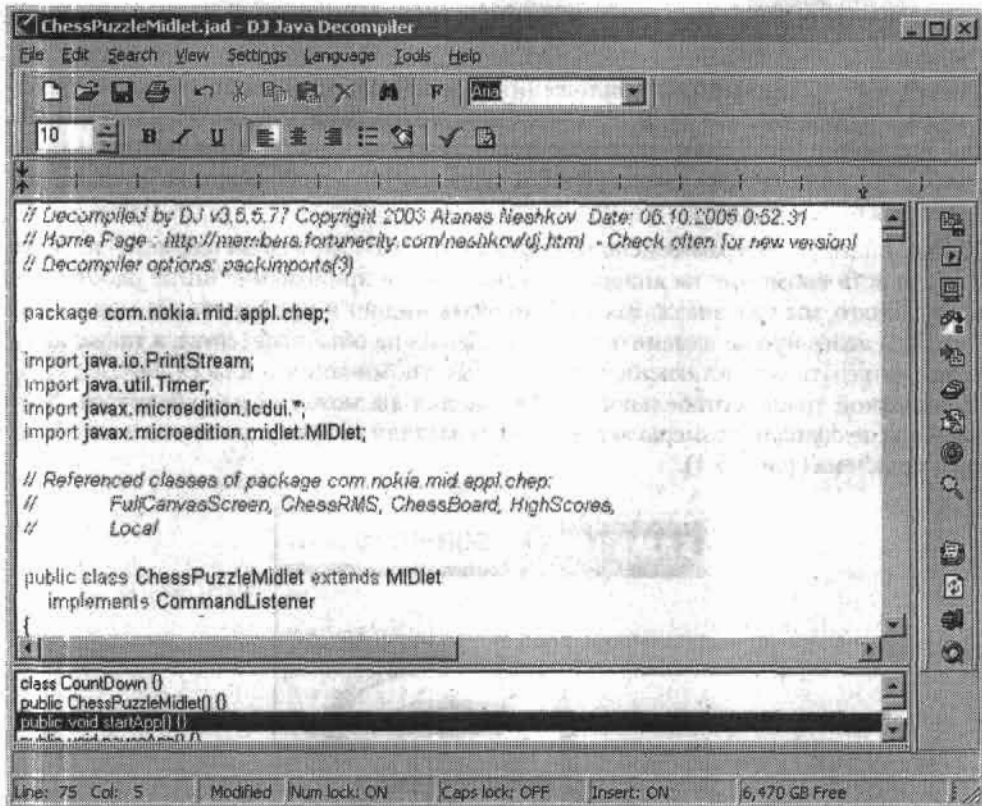 ChessPuzzleMidlet.jad - DJ Java Decompiler
File Edit Search View Settings Language Tools Help
F Arial
10 B I U
// Decompiled by DJ v3.5.5.77 Copyright 2003 Atanas Neshkov Date: 06.10.2005 0:52:31
// Home Page : http://members.fortunecity.com/neshkov/dj.html - Check often for new version!
// Decompiler options: packimports(3)
package com.nokia.mid.appl.chep;
import java.io.PrintStream;
import java.util.Timer;
import javax.microedition.lcdui.*;
import javax.microedition.midlet.MIDlet;
// Referenced classes of package com.nokia.mid.appl.chep:
// FullCanvasScreen, ChessRMS, ChessBoard, HighScores,
// Local
public class ChessPuzzleMidlet extends MIDlet
implements CommandListener
{
class CountDown {}
public ChessPuzzleMidlet() {}
public void startApp() {}
public void pauseApp() {}
Line: 75 Col: 5 Modified Num lock: ON Caps lock: OFF Insert: ON 6,470 GB Free